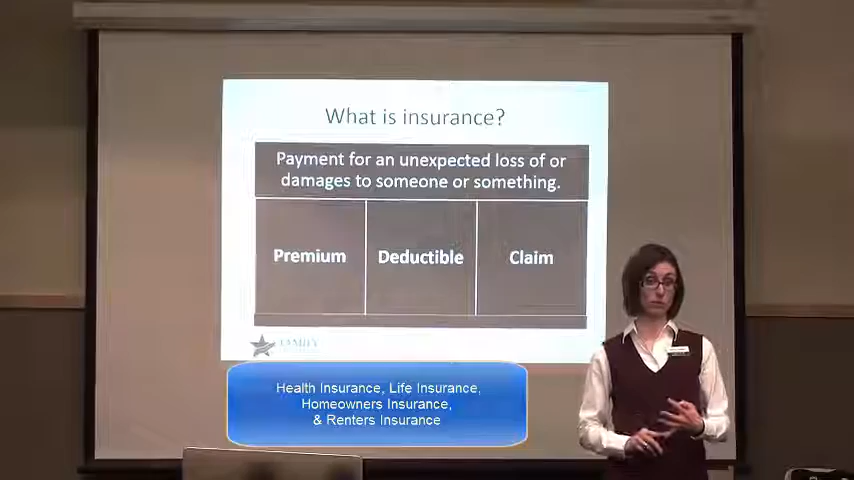 What is insurance?
Payment for an unexpected loss of or
damages to someone or something.
Premium
Deductible
Claim
FAMILY
Health Insurance, Life Insurance,
Homeowners Insurance,
& Renters Insurance